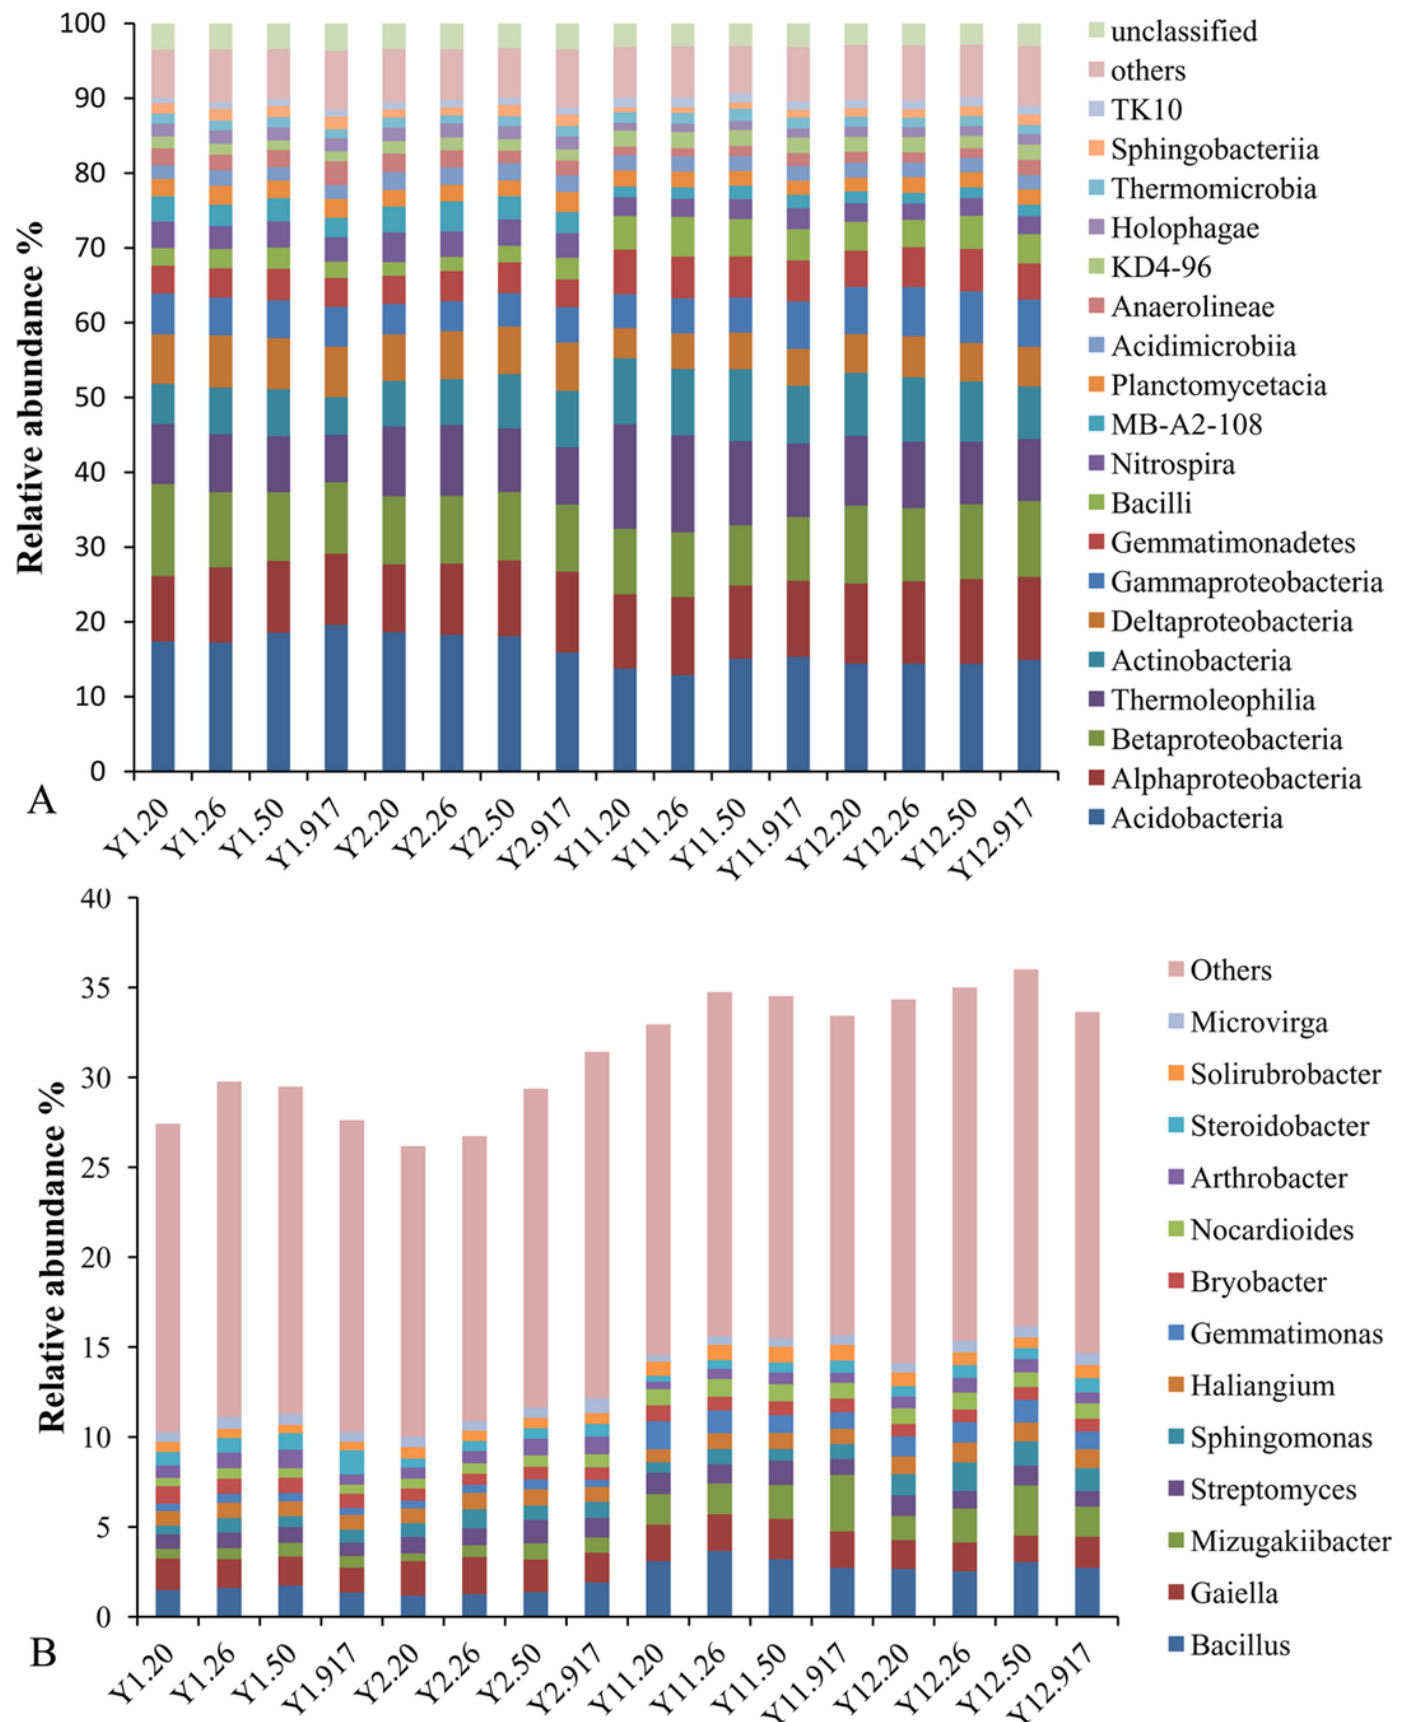 100
90
80
70
60
50
40
30
20
10
0
Relative abundance %
unclassified
others
TK10
Sphingobacteriia
Thermomicrobia
Holophagae
KD4-96
Anaerolineae
Acidimicrobiia
Planctomycetacia
MB-A2-108
Nitrospira
Bacilli
Gemmatimonadetes
Gammaproteobacteria
Deltaproteobacteria
Actinobacteria
Thermoleophilia
Betaproteobacteria
Alphaproteobacteria
Acidobacteria
A
Y1.20
Y1.26
Y1.50
Y1.917
Y2.20
Y2.26
Y2.50
Y2.917
Y11.20
Y11.26
Y11.50
Y11.917
Y12.20
Y12.26
Y12.50
Y12.917
40
35
30
25
20
15
10
5
0
Relative abundance %
Others
Microvirga
Solirubrobacter
Steroidobacter
Arthrobacter
Nocardioides
Bryobacter
Gemmatimonas
Haliangium
Sphingomonas
Streptomyces
Mizugakiibacter
Gaiella
Bacillus
B
Y1.20
Y1.26
Y1.50
Y1.917
Y2.20
Y2.26
Y2.50
Y2.917
Y11.20
Y11.26
Y11.50
Y11.917
Y12.20
Y12.26
Y12.50
Y12.917